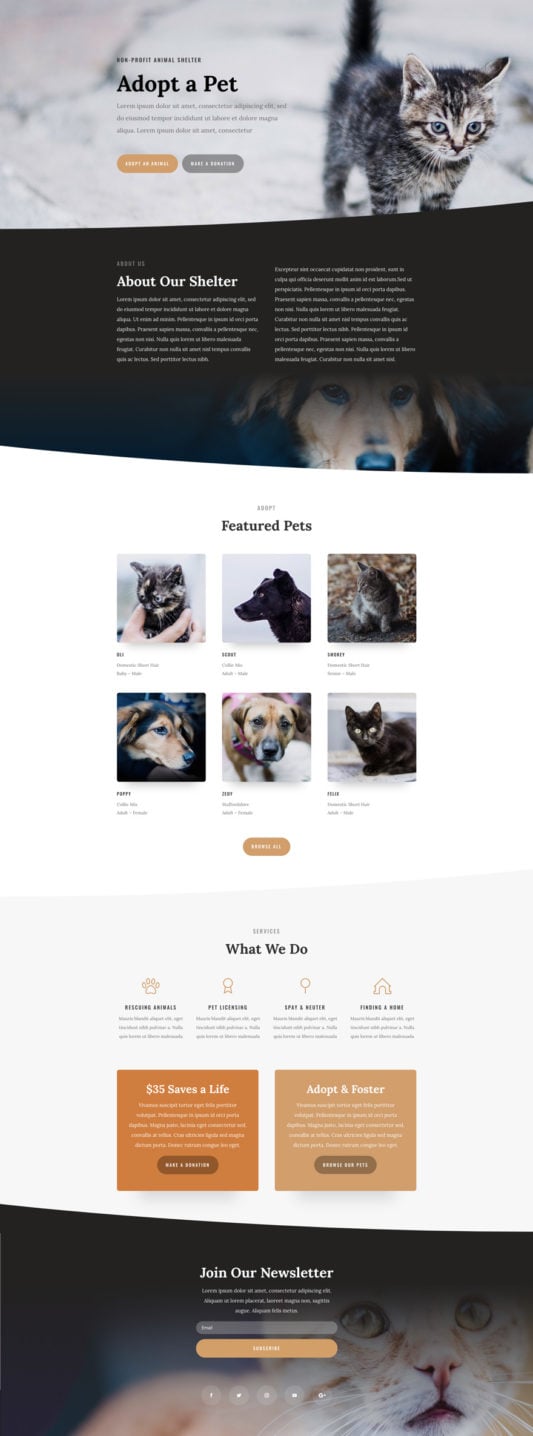 NON-PROFIT ANIMAL SHELTER
Adopt a Pet
Lorem ipsum dolor sit amet, consectetur adipiscing elit, sed
do eiusmod tempor incididunt ut labore et dolore magna
aliqua. Lorem ipsum dolor sit amet, consectetur
ADOPT AN ANIMAL
MAKE A DONATION
ABOUT US
About Our Shelter
Lorem ipsum dolor sit amet, consectetur adipiscing elit, sed
do eiusmod tempor incididunt ut labore et dolore magna
aliqua. Ut enim ad minim. Pellentesque in ipsum id orci porta
dapibus. Praesent sapien massa, convallis a pellentesque nec,
egestas non nisi. Nulla quis lorem ut libero malesuada
feugiat. Curabitur non nulla sit amet nisl tempus convallis
quis ac lectus. Sed porttitor lectus nibh.
Excepteur sint occaecat cupidatat non proident, sunt in
culpa qui officia deserunt mollit anim id est laborum.Sed ut
perspiciatis. Pellentesque in ipsum id orci porta dapibus.
Praesent sapien massa, convallis a pellentesque nec, egestas
non nisi. Nulla quis lorem ut libero malesuada feugiat.
Curabitur non nulla sit amet nisl tempus convallis quis ac
lectus. Sed porttitor lectus nibh. Pellentesque in ipsum id
orci porta dapibus. Praesent sapien massa, convallis a
pellentesque nec, egestas non nisi. Nulla quis lorem ut libero
malesuada feugiat. Curabitur non nulla sit amet nisl.
ADOPT
Featured Pets
OLI
Domestic Short Hair
Baby – Male
SCOUT
Collie Mix
Adult – Male
SMOKEY
Domestic Short Hair
Senior – Male
POPPY
Collie Mix
Adult – Female
ZEUY
Staffordshire
Adult – Female
FELIX
Domestic Short Hair
Adult – Male
BROWSE ALL
SERVICES
What We Do
RESCUING ANIMALS
Mauris blandit aliquet elit, eget
tincidunt nibh pulvinar a. Nulla
quis lorem ut libero malesuada
PET LICENSING
Mauris blandit aliquet elit, eget
tincidunt nibh pulvinar a. Nulla
quis lorem ut libero malesuada
SPAY & NEUTER
Mauris blandit aliquet elit, eget
tincidunt nibh pulvinar a. Nulla
quis lorem ut libero malesuada
FINDING A HOME
Mauris blandit aliquet elit, eget
tincidunt nibh pulvinar a. Nulla
quis lorem ut libero malesuada
$35 Saves a Life
Vivamus suscipit tortor eget felis porttitor
volutpat. Pellentesque in ipsum id orci porta
dapibus. Magna justo, lacinia eget consectetur sed,
convallis at tellus. Cras ultricies ligula sed magna
dictum porta. Donec rutrum congue leo eget.
MAKE A DONATION
Adopt & Foster
Vivamus suscipit tortor eget felis porttitor
volutpat. Pellentesque in ipsum id orci porta
dapibus. Magna justo, lacinia eget consectetur sed,
convallis at tellus. Cras ultricies ligula sed magna
dictum porta. Donec rutrum congue leo eget.
BROWSE OUR PETS
Join Our Newsletter
Lorem ipsum dolor sit amet, consectetur adipiscing elit.
Aliquam ut lorem placerat, laoreet magna non, sagittis
augue. Aliquam felis metus.
Email
SUBSCRIBE